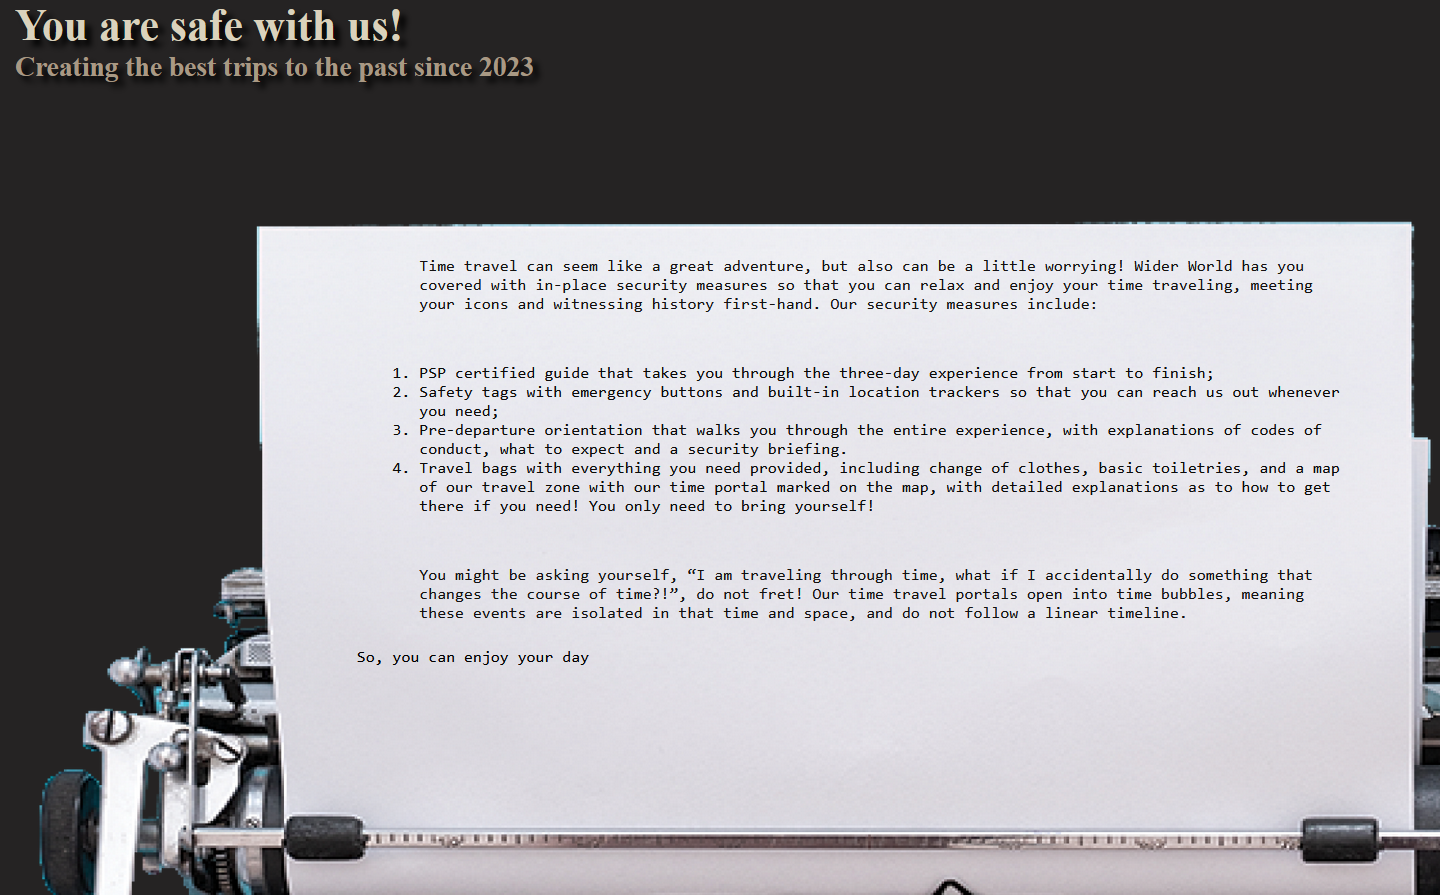 You are safe with us!
Creating the best trips to the past since 2023
Time travel can seem like a great adventure, but also can be a little worrying! Wider World has you
covered with in-place security measures so that you can relax and enjoy your time traveling, meeting
your icons and witnessing history first-hand. Our security measures include:
1. PSP certified guide that takes you through the three-day experience from start to finish;
2. Safety tags with emergency buttons and built-in location trackers so that you can reach us out whenever
you need;
3. Pre-departure orientation that walks you through the entire experience, with explanations of codes of
conduct, what to expect and a security briefing.
4. Travel bags with everything you need provided, including change of clothes, basic toiletries, and a map
of our travel zone with our time portal marked on the map, with detailed explanations as to how to get
there if you need! You only need to bring yourself!
You might be asking yourself, “I am traveling through time, what if I accidentally do something that
changes the course of time?!”, do not fret! Our time travel portals open into time bubbles, meaning
these events are isolated in that time and space, and do not follow a linear timeline.
So, you can enjoy your day